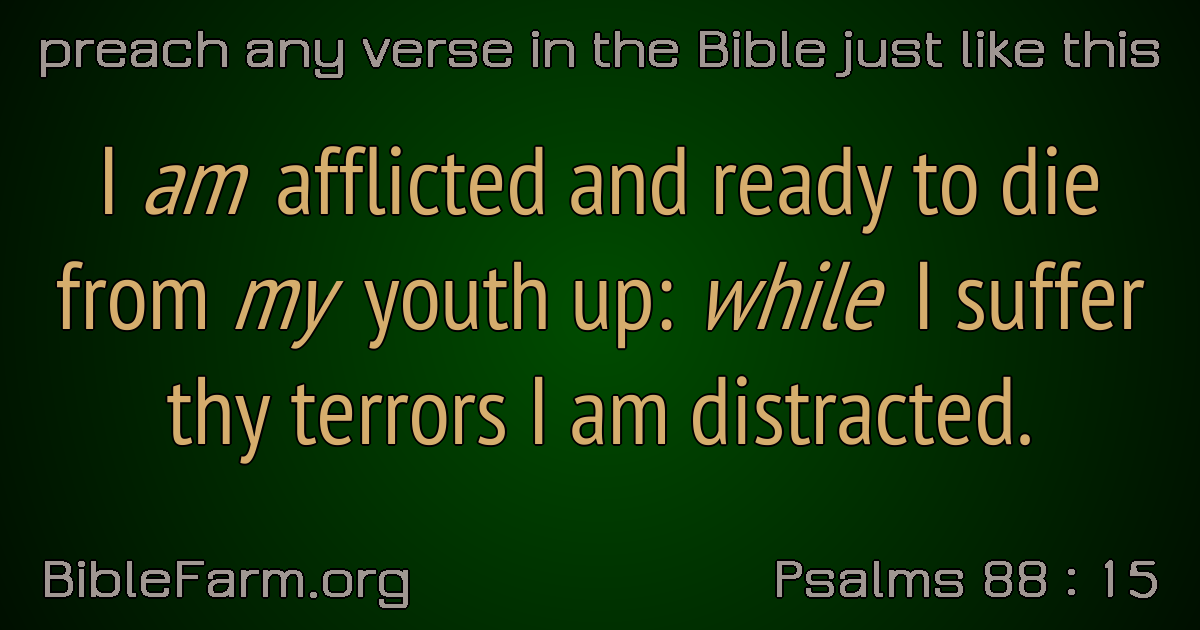 preach any verse in the Bible just like this
I am afflicted and ready to die
from my youth up: while I suffer
thy terrors I am distracted.
BibleFarm.org
Psalms 88 : 15